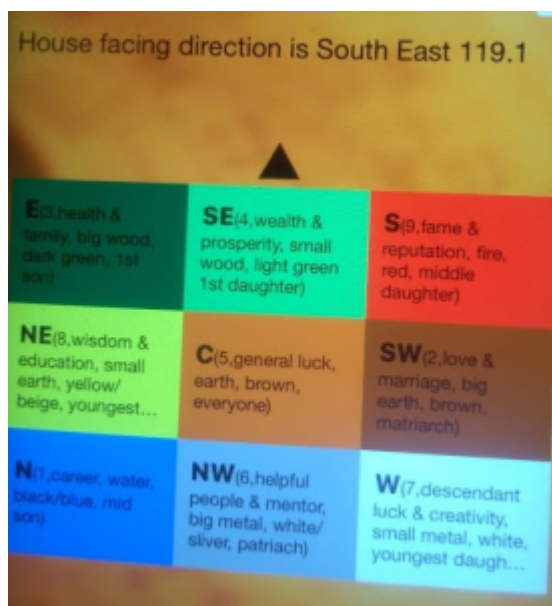 House facing direction is South East 119.1
E(3,health &
family, big wood,
dark green, 1st
son)
SE(4,wealth &
prosperity, small
wood, light green
1st daughter)
S(9,fame &
reputation, fire,
red, middle
daughter)
NE(8,wisdom &
education, small
earth, yellow/
beige, youngest...
C(5,general luck,
earth, brown,
everyone)
SW(2,love &
marriage, big
earth, brown,
matriarch)
N(1,career, water,
black/blue, mid
son)
NW(6,helpful
people & mentor,
big metal, white/
sliver, patriach)
W(7,descendant
luck & creativity,
small metal, white,
youngest daugh...